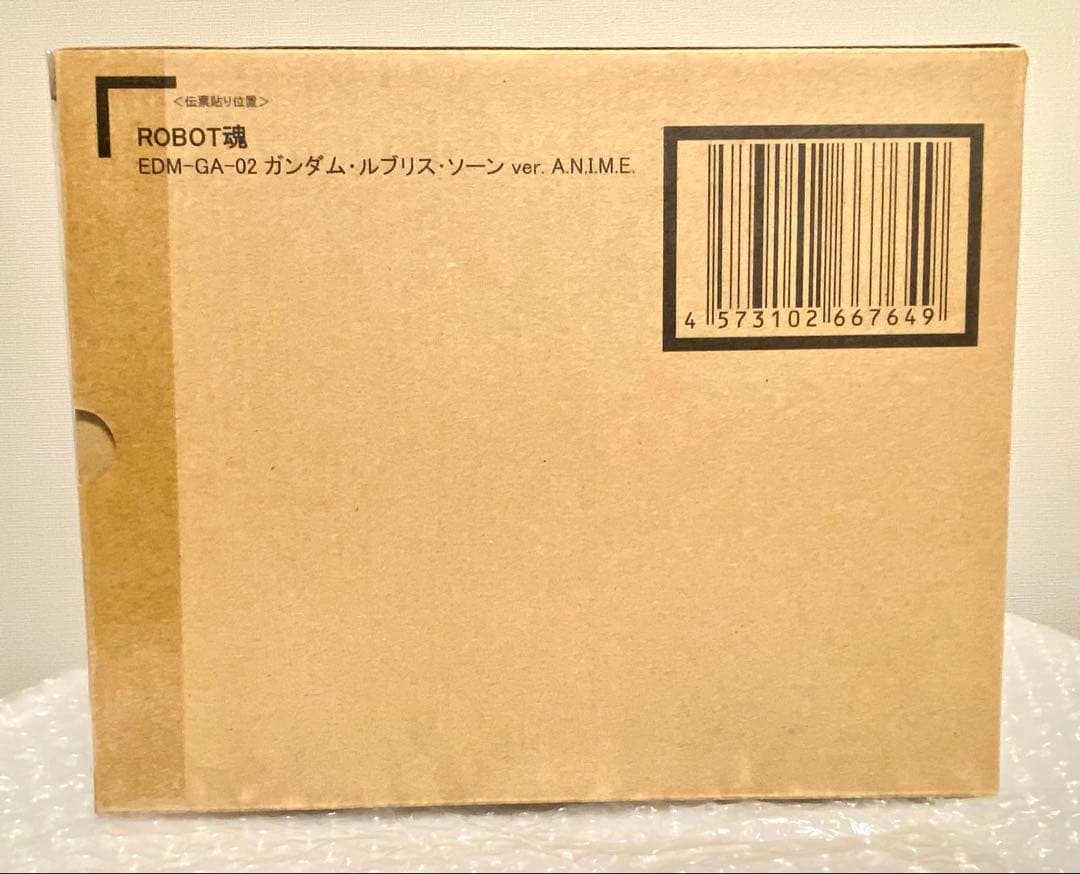 <伝票貼り位置>
ROBOT魂
EDM-GA-02 ガンダム・ルブリス・ソーン ver. A.N.I.M.E.
4 573102 667649